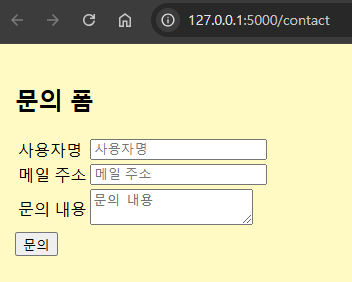 127.0.0.1:5000/contact
문의 폼
사용자명 사용자명
메일 주소 메일 주소
문의 내용 문의 내용
문의